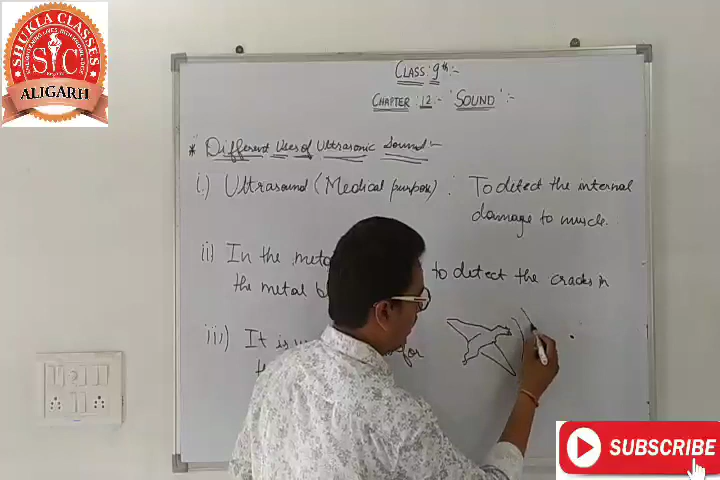 SHUKLA CLASSES
SC
ALIGARH
CLASS: 9th:-
CHAPTER : 12 :- 'SOUND' :-
* Different Uses of Ultrasonic Sound :-
i.) Ultrasound (Medical purpose) : To detect the internal
damage to muscle.
ii) In the to detect the cracks in
the metal
iii) It is for
SUBSCRIBE